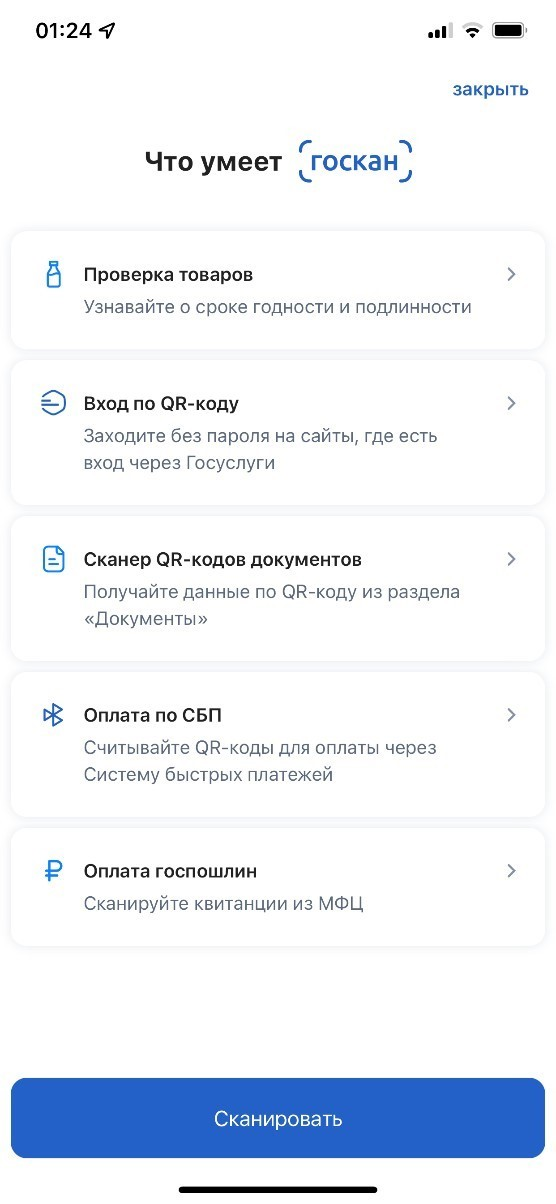 01:24
закрыть
Что умеет госкан
Проверка товаров
Узнавайте о сроке годности и подлинности
Вход по QR-коду
Заходите без пароля на сайты, где есть
вход через Госуслуги
Сканер QR-кодов документов
Получайте данные по QR-коду из раздела
«Документы»
Оплата по СБП
Считывайте QR-коды для оплаты через
Систему быстрых платежей
Оплата госпошлин
Сканируйте квитанции из МФЦ
Сканировать